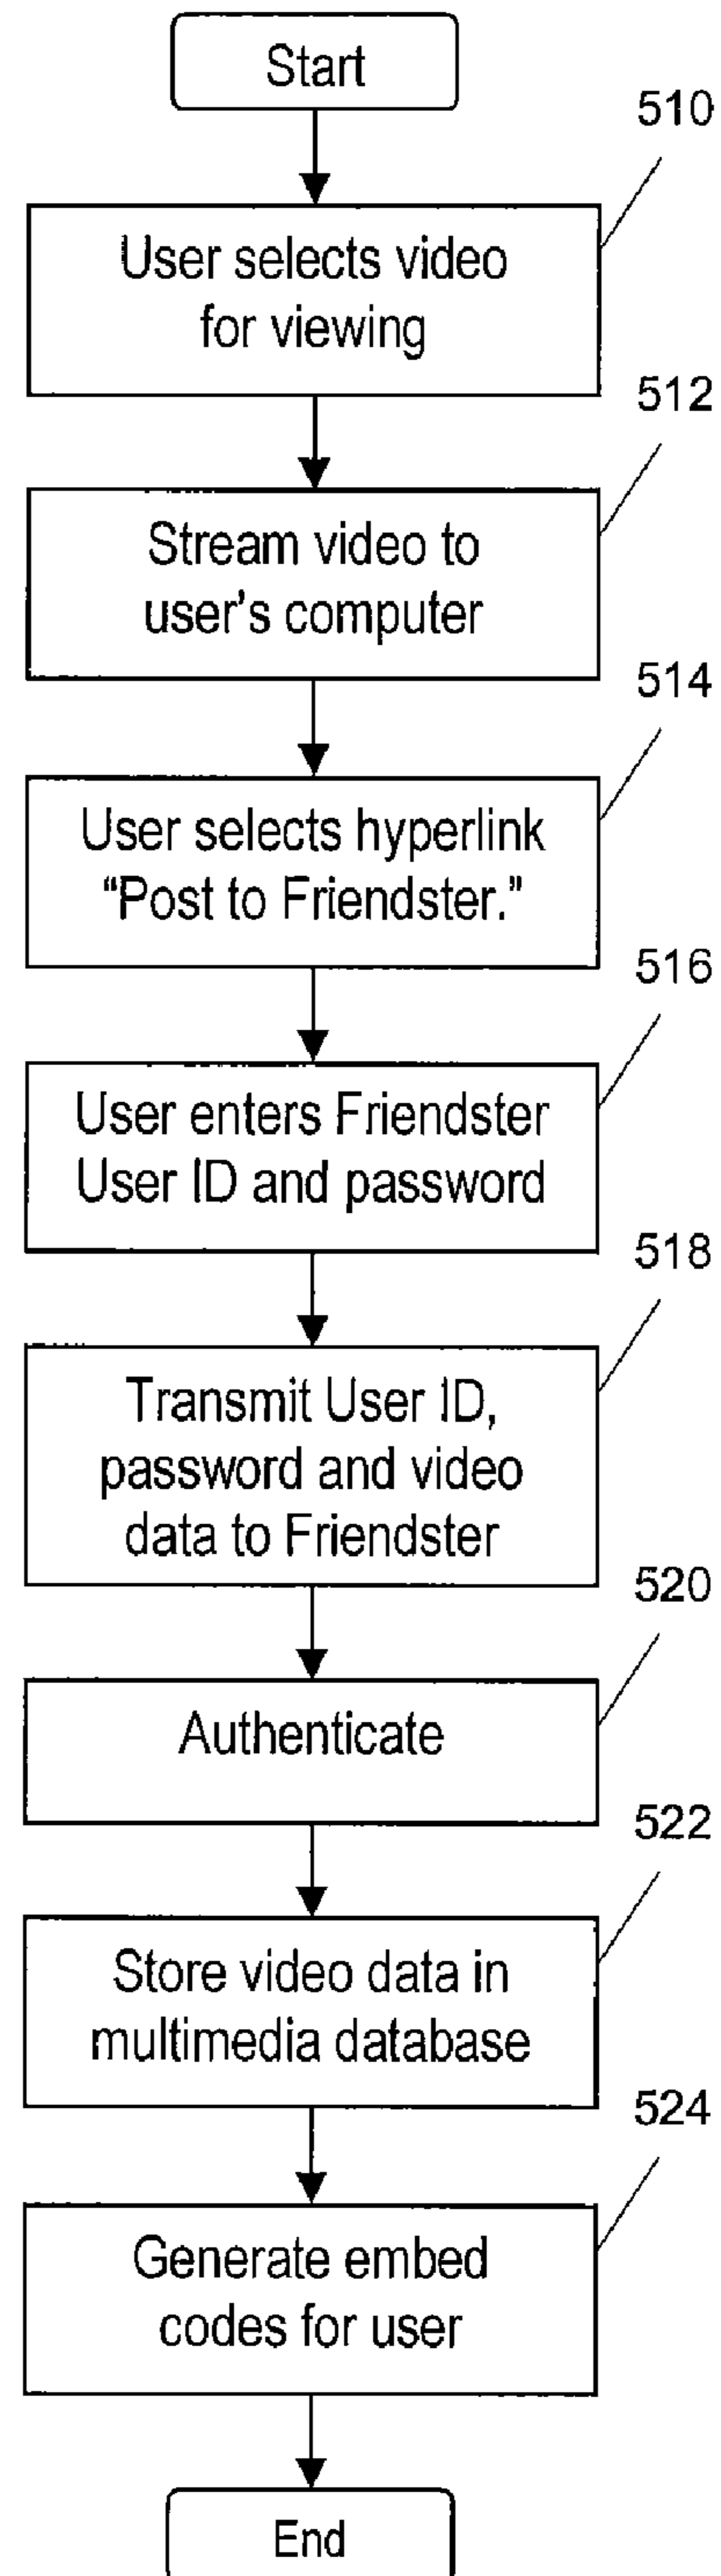 Start
510
User selects video
for viewing
512
Stream video to
user's computer
514
User selects hyperlink
“Post to Friendster.”
516
User enters Friendster
User ID and password
518
Transmit User ID,
password and video
data to Friendster
520
Authenticate
522
Store video data in
multimedia database
524
Generate embed
codes for user
End